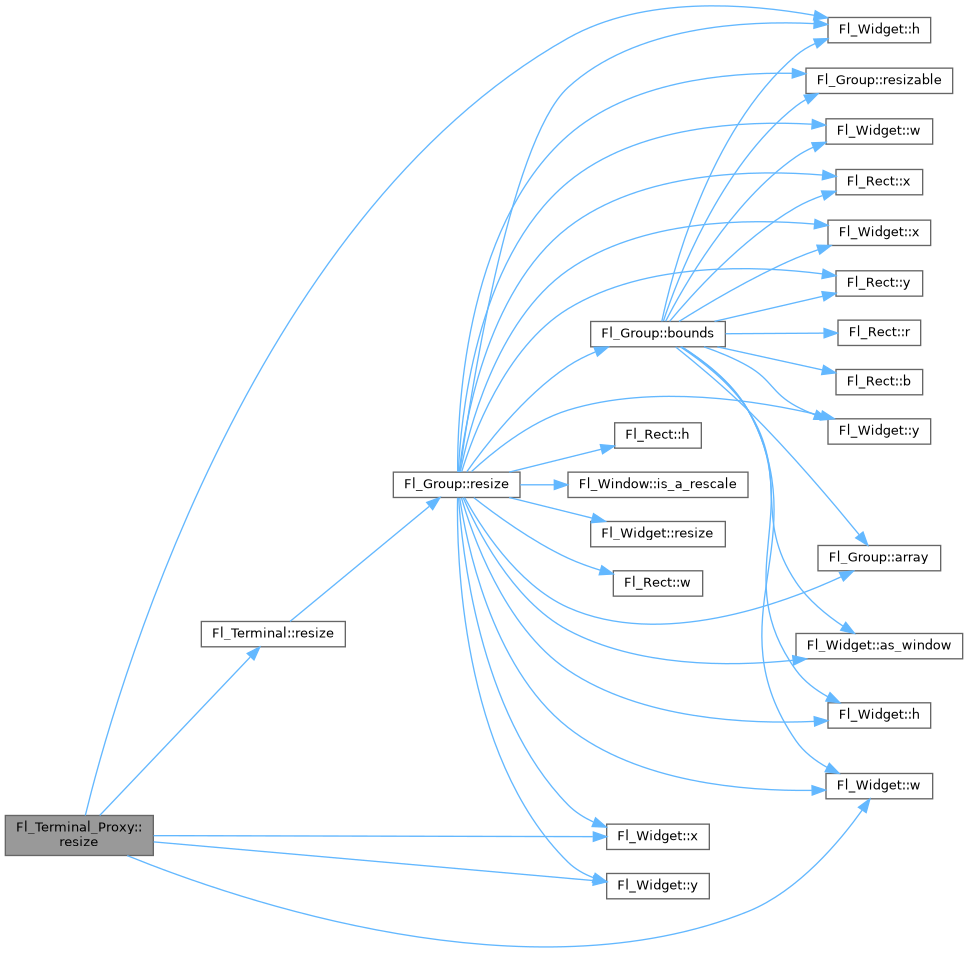 Fl_Widget::h
Fl_Group::resizable
Fl_Widget::w
Fl_Rect::x
Fl_Widget::x
Fl_Rect::y
Fl_Group::bounds
Fl_Rect::r
Fl_Rect::b
Fl_Widget::y
Fl_Rect::h
Fl_Group::resize
Fl_Window::is_a_rescale
Fl_Widget::resize
Fl_Group::array
Fl_Rect::w
Fl_Terminal::resize
Fl_Widget::as_window
Fl_Widget::h
Fl_Widget::w
Fl_Terminal_Proxy::
resize
Fl_Widget::x
Fl_Widget::y